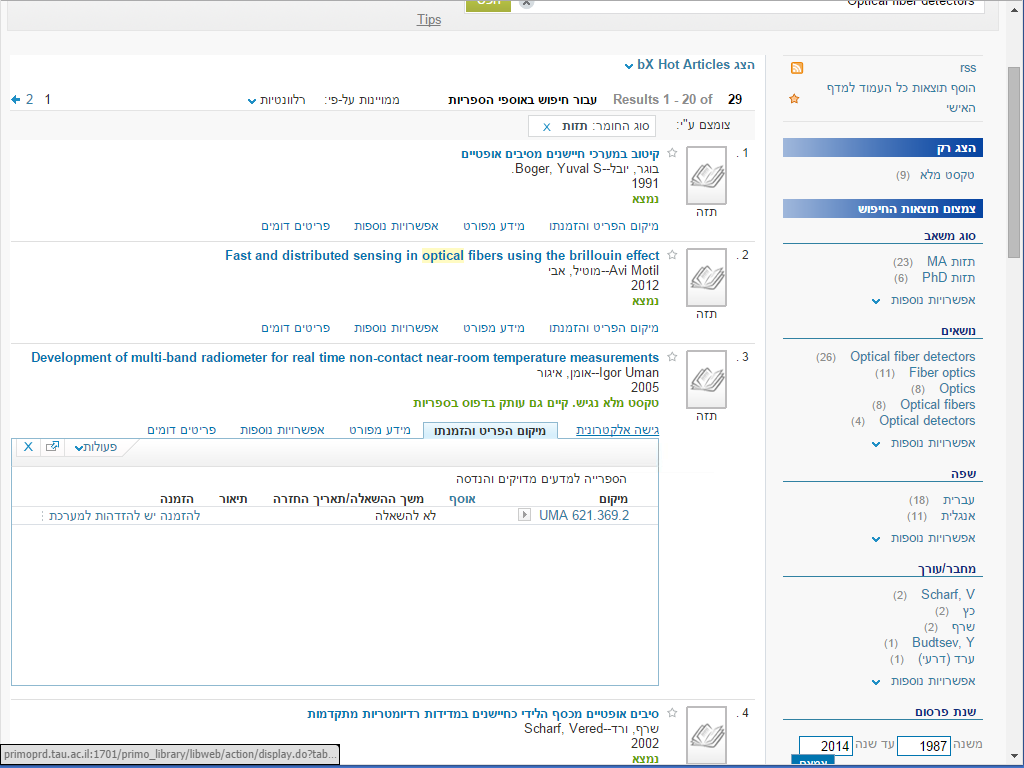 Optical fiber detectors
חפש
Tips
הצג bX Hot Articles
29 Results 1 - 20 of עבור חיפוש באוספי הספריות ממויינות על-פי: רלוונטיות 1 2
צומצם ע"י: סוג החומר: תזות X
1 .
קיטוב במערכי חיישנים מסיבים אופטיים
בוגר, יובל--Boger, Yuval S.
1991
נמצא
תזה
מיקום הפריט והזמנתו מידע מפורט אפשרויות נוספות פריטים דומים
2 .
Fast and distributed sensing in optical fibers using the brillouin effect
Avi Motil--מוטיל, אבי
2012
נמצא
תזה
מיקום הפריט והזמנתו מידע מפורט אפשרויות נוספות פריטים דומים
3 .
Development of multi-band radiometer for real time non-contact near-room temperature measurements
Igor Uman--אומן, איגור
2005
טקסט מלא נגיש. קיים גם עותק בדפוס בספריות
תזה
גישה אלקטרונית מיקום הפריט והזמנתו מידע מפורט אפשרויות נוספות פריטים דומים
פעולות X
הספרייה למדעים מדויקים והנדסה
מיקום אוסף משך ההשאלה/תאריך החזרה תיאור הזמנה
UMA 621.369.2 לא להשאלה להזמנה יש להזדהות למערכת
4 .
סיבים אופטיים מכסף הלידי כחיישנים במדידות רדיומטריות מתקדמות
שרף, ורד--Scharf, Vered
2002
נמצא
rss
הוסף תוצאות כל העמוד למדף
האישי
הצג רק
טקסט מלא (9)
צמצום תוצאות החיפוש
סוג משאב
תזות MA (23)
תזות PhD (6)
אפשרויות נוספות
נושאים
Optical fiber detectors (26)
Fiber optics (11)
Optics (8)
Optical fibers (8)
Optical detectors (4)
אפשרויות נוספות
שפה
עברית (18)
אנגלית (11)
אפשרויות נוספות
מחבר/עורך
Scharf, V (2)
כץ (2)
שרף (2)
Budtsev, Y (1)
ערד (דרעי) (1)
אפשרויות נוספות
שנת פרסום
משנה 1987 עד שנה 2014
צמצם
primoprd.tau.ac.il:1701/primo_library/libweb/action/display.do?tab...